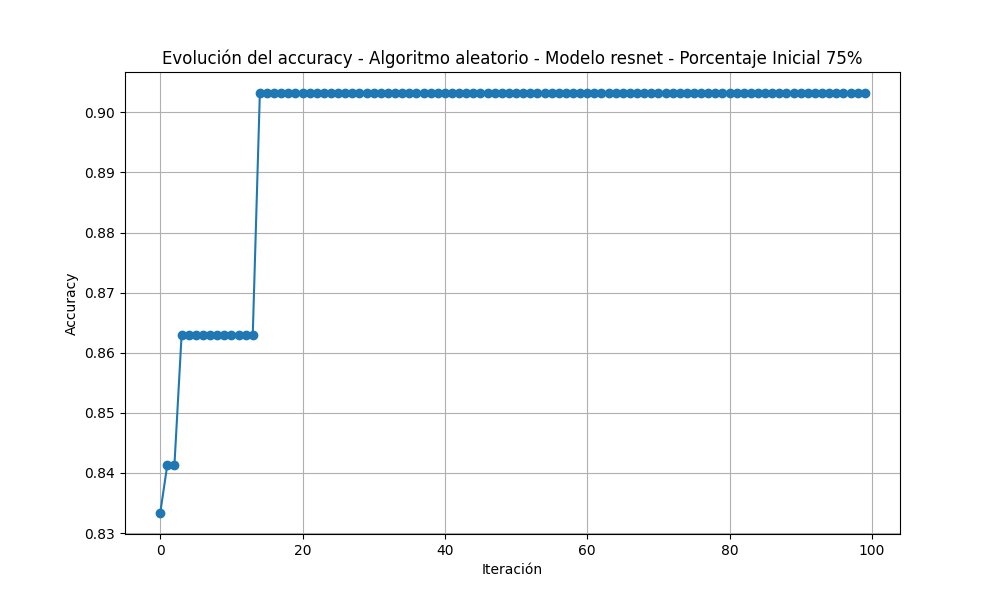 Evolución del accuracy - Algoritmo aleatorio - Modelo resnet - Porcentaje Inicial 75%
0.90
0.89
0.88
0.87
0.86
0.85
0.84
0.83
Accuracy
0 20 40 60 80 100
Iteración